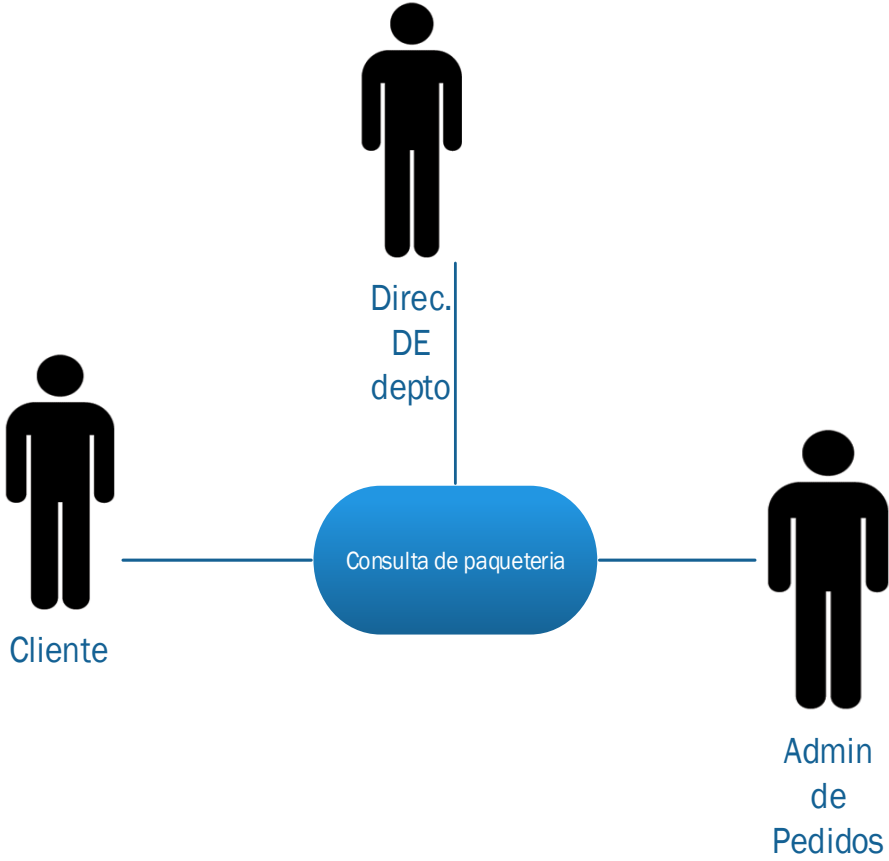 Direc.
DE
depto
Consulta de paqueteria
Cliente
Admin
de
Pedidos